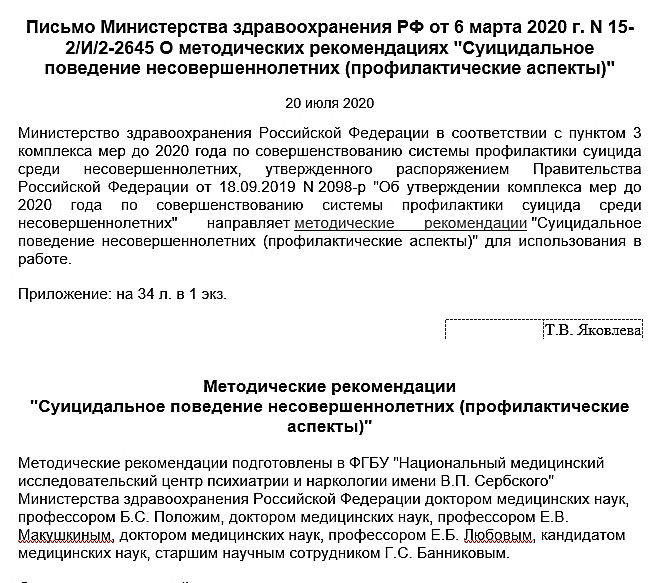 Письмо Министерства здравоохранения РФ от 6 марта 2020 г. N 15-
2/И/2-2645 О методических рекомендациях "Суицидальное
поведение несовершеннолетних (профилактические аспекты)"
20 июля 2020
Министерство здравоохранения Российской Федерации в соответствии с пунктом 3
комплекса мер до 2020 года по совершенствованию системы профилактики суицида
среди несовершеннолетних, утвержденного распоряжением Правительства
Российской Федерации от 18.09.2019 N 2098-р "Об утверждении комплекса мер до
2020 года по совершенствованию системы профилактики суицида среди
несовершеннолетних" направляет методические рекомендации "Суицидальное
поведение несовершеннолетних (профилактические аспекты)" для использования в
работе.
Приложение: на 34 л. в 1 экз.
Т.В. Яковлева
Методические рекомендации
"Суицидальное поведение несовершеннолетних (профилактические
аспекты)"
Методические рекомендации подготовлены в ФГБУ "Национальный медицинский
исследовательский центр психиатрии и наркологии имени В.П. Сербского"
Министерства здравоохранения Российской Федерации доктором медицинских наук,
профессором Б.С. Положим, доктором медицинских наук, профессором Е.В.
Макушкиным, доктором медицинских наук, профессором Е.Б. Любовым, кандидатом
медицинских наук, старшим научным сотрудником Г.С. Банниковым.